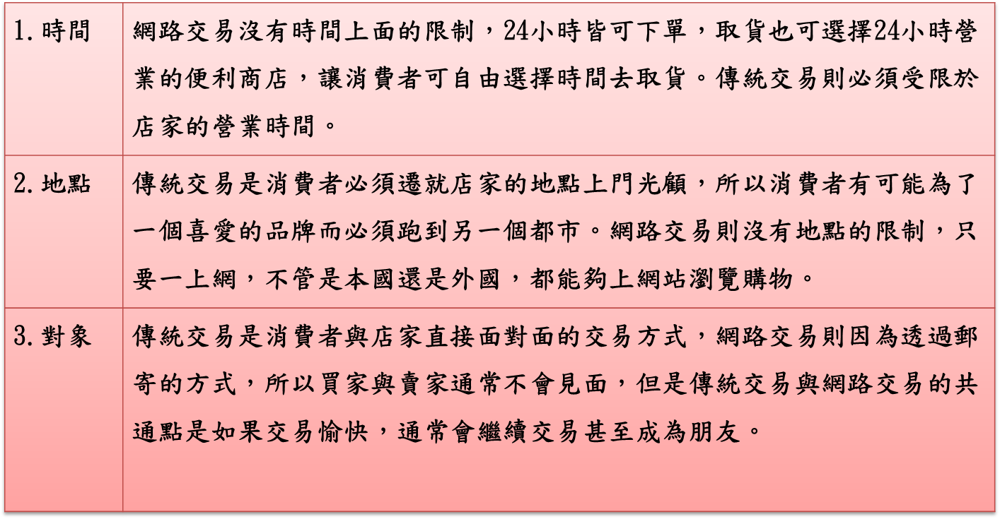 1.時間
網路交易沒有時間上面的限制，24小時皆可下單，取貨也可選擇24小時營
業的便利商店，讓消費者可自由選擇時間去取貨。傳統交易則必須受限於
店家的營業時間。
2.地點
傳統交易是消費者必須遷就店家的地點上門光顧，所以消費者有可能為了
一個喜愛的品牌而必須跑到另一個都市。網路交易則沒有地點的限制，只
要一上網，不管是本國還是外國，都能夠上網站瀏覽購物。
3.對象
傳統交易是消費者與店家直接面對面的交易方式，網路交易則因為透過郵
寄的方式，所以買家與賣家通常不會見面，但是傳統交易與網路交易的共
通點是如果交易愉快，通常會繼續交易甚至成為朋友。